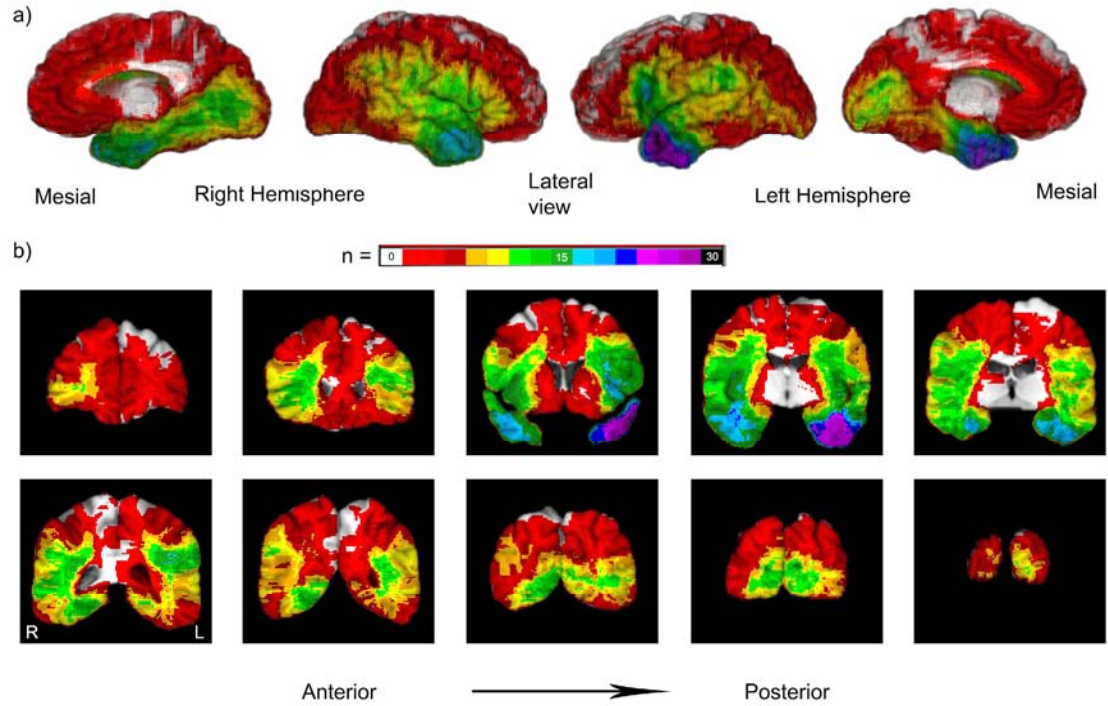 a)
Mesial
Right Hemisphere
Lateral
view
Left Hemisphere
Mesial
b)
n =
0
15
30
R
L
Anterior
Posterior